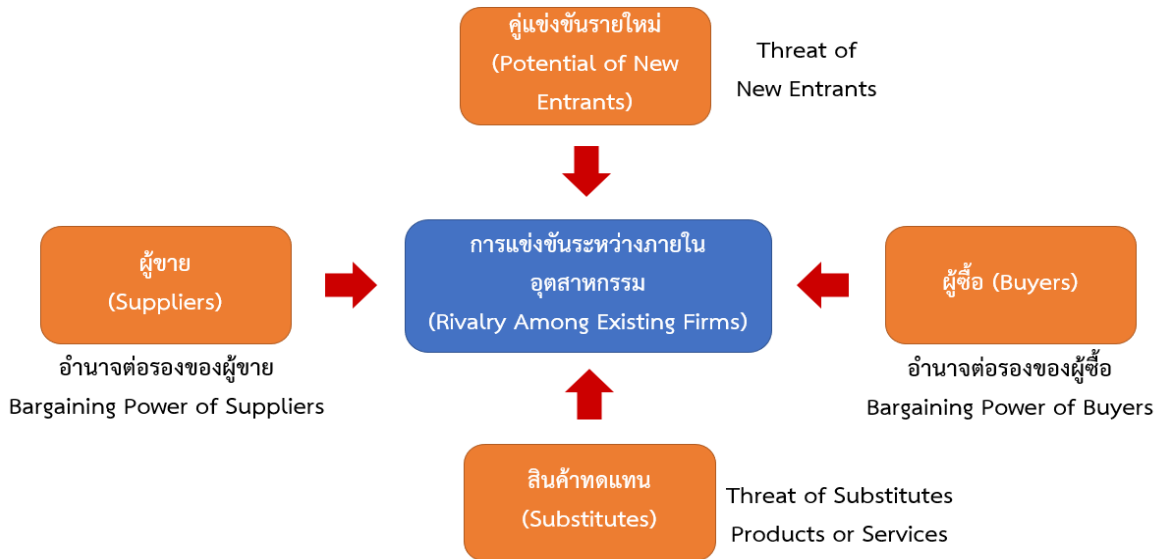 คู่แข่งขันรายใหม่
(Potential of New
Entrants)
Threat of
New Entrants
ผู้ขาย
(Suppliers)
อำนาจต่อรองของผู้ขาย
Bargaining Power of Suppliers
การแข่งขันระหว่างภายใน
อุตสาหกรรม
(Rivalry Among Existing Firms)
ผู้ซื้อ (Buyers)
อำนาจต่อรองของผู้ซื้อ
Bargaining Power of Buyers
สินค้าทดแทน
(Substitutes)
Threat of Substitutes
Products or Services